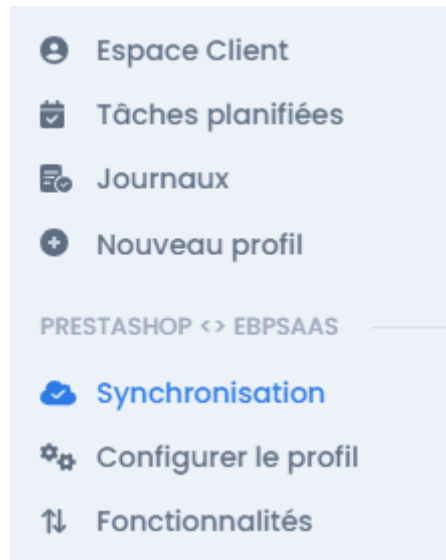 Espace Client
Tâches planifiées
Journaux
Nouveau profil
PRESTASHOP <> EBPSAAS
Synchronisation
Configurer le profil
Fonctionnalités